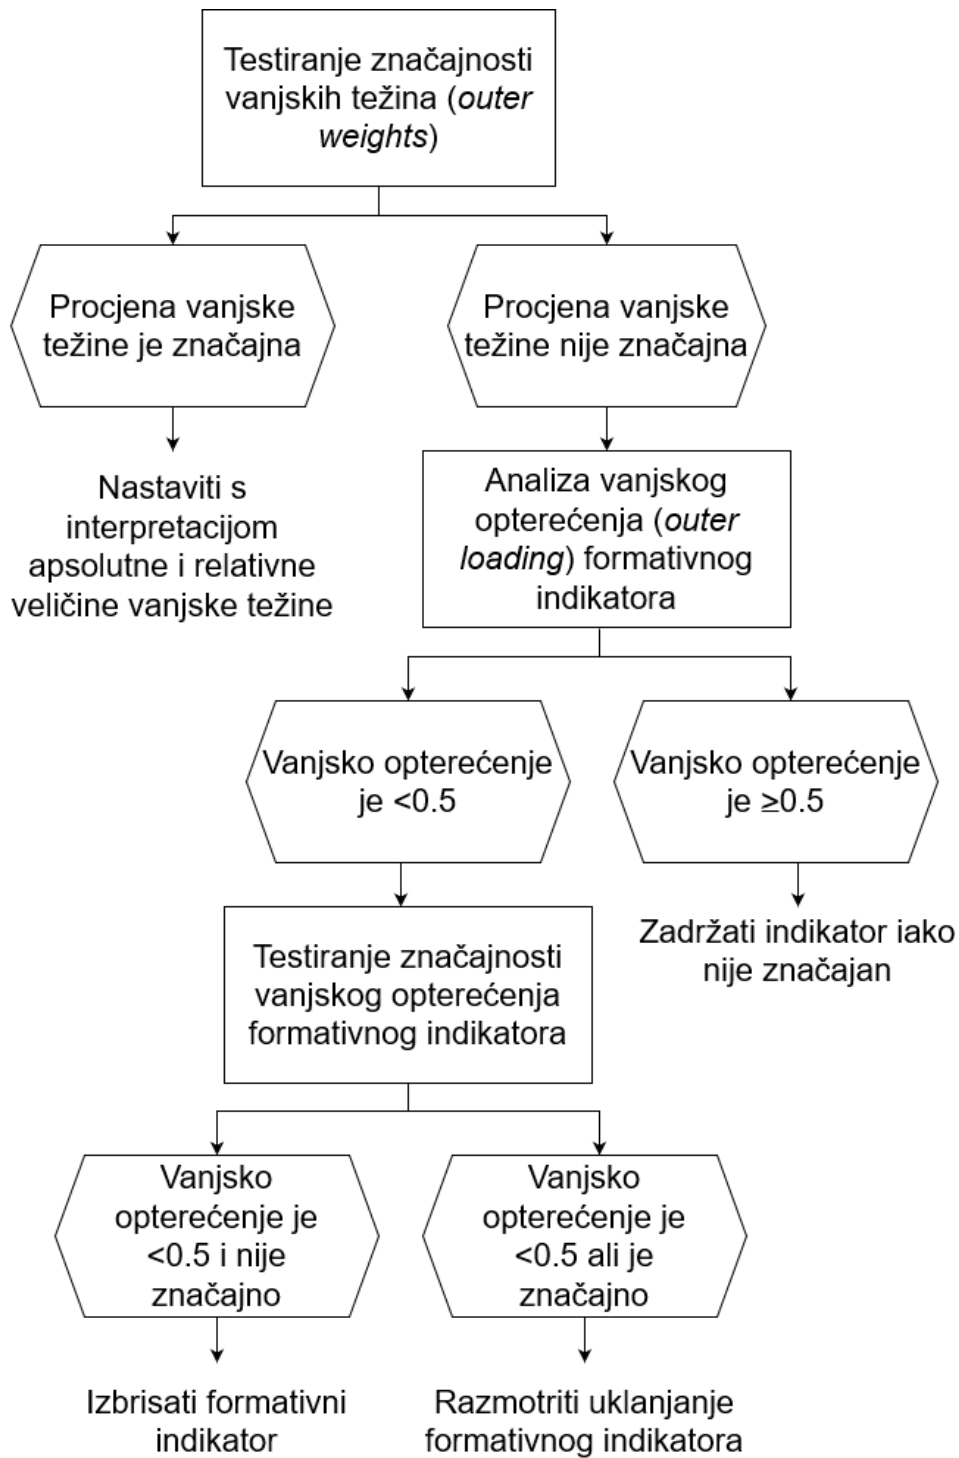 Testiranje značajnosti
vanjskih težina (outer
weights)
Procjena vanjske
težine je značajna
Procjena vanjske
težine nije značajna
Nastaviti s
interpretacijom
apsolutne i relativne
veličine vanjske težine
Analiza vanjskog
opterećenja (outer
loading) formativnog
indikatora
Vanjsko opterećenje
je <0.5
Vanjsko opterećenje
je ≥0.5
Testiranje značajnosti
vanjskog opterećenja
formativnog indikatora
Zadržati indikator iako
nije značajan
Vanjsko
opterećenje je
<0.5 i nije
značajno
Vanjsko
opterećenje je
<0.5 ali je
značajno
Izbrisati formativni
indikator
Razmotriti uklanjanje
formativnog indikatora